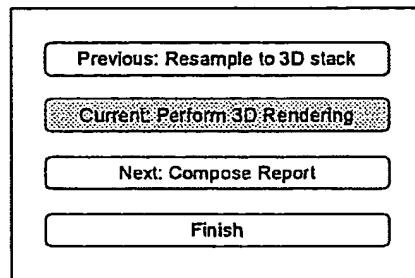 Previous: Resample to 3D stack
Current: Perform 3D Rendering
Next: Compose Report
Finish